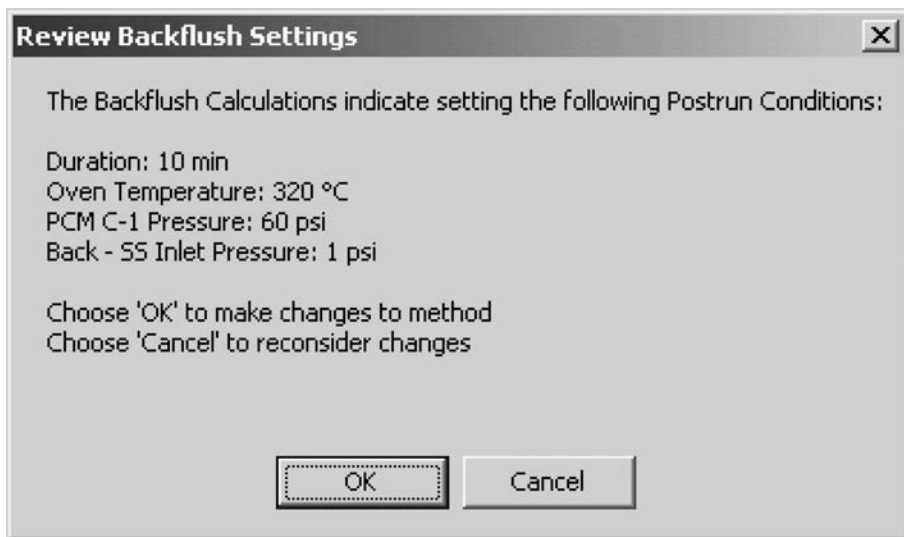 Review Backflush Settings
The Backflush Calculations indicate setting the following Postrun Conditions:
Duration: 10 min
Oven Temperature: 320 °C
PCM C-1 Pressure: 60 psi
Back - SS Inlet Pressure: 1 psi
Choose 'OK' to make changes to method
Choose 'Cancel' to reconsider changes
OK
Cancel